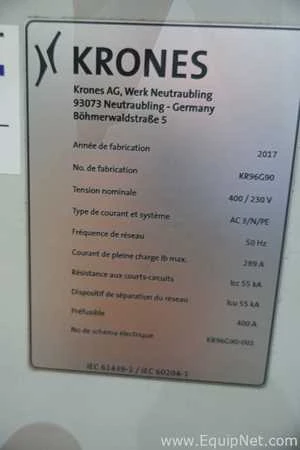 KRONES
Krones AG, Werk Neutraubling
93073 Neutraubling - Germany
Böhmerwaldstraße 5
Année de fabrication 2017
No. de fabrication KR96G90
Tension nominale 400 / 230 V
Type de courant et système AC 3/N/PE
Fréquence de réseau 50 Hz
Courant de pleine charge Ib max. 289 A
Résistance aux courts-circuits Icc 55 kA
Dispositif de séparation du reseau Icu 55 kA
Préfusible 400 A
No de schéma électrique KR96G90-001
IEC 61439-1 / IEC 60204-1
www.EquipNet.com